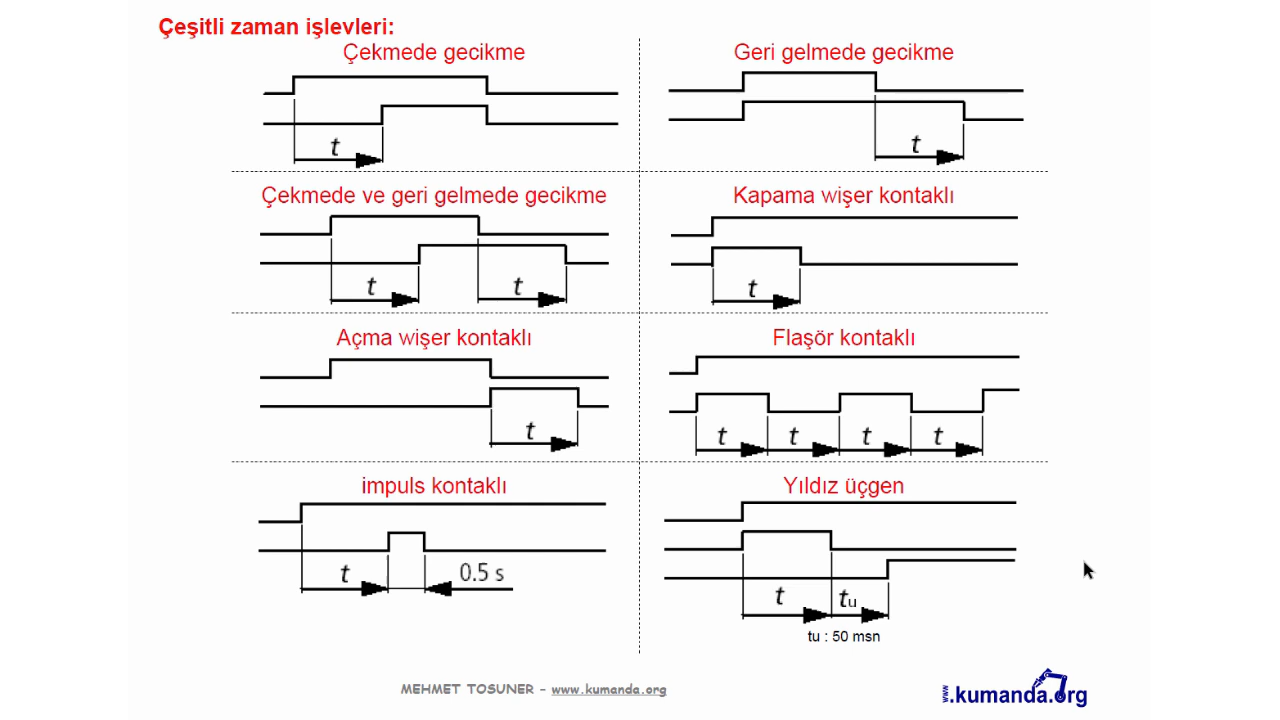 Çeşitli zaman işlevleri:
Çekmede gecikme
Geri gelmede gecikme
t
t
Çekmede ve geri gelmede gecikme
Kapama wişer kontaklı
t
t
t
Açma wişer kontaklı
Flaşör kontaklı
t
t
t
t
t
impuls kontaklı
Yıldız üçgen
t
0.5 s
t
tu
tu : 50 msn
MEHMET TOSUNER - www.kumanda.org
www.kumanda.org